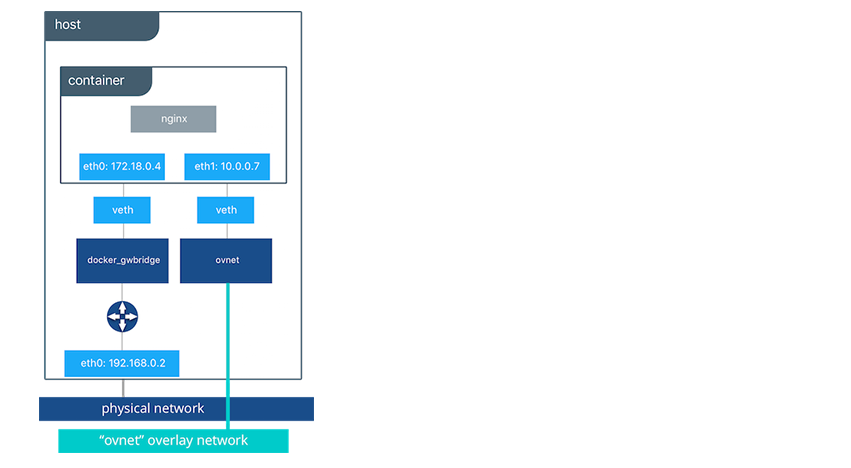 host
container
nginx
eth0: 172.18.0.4
eth1: 10.0.0.7
veth
veth
docker_gwbridge
ovnet
eth0: 192.168.0.2
physical network
“ovnet” overlay network